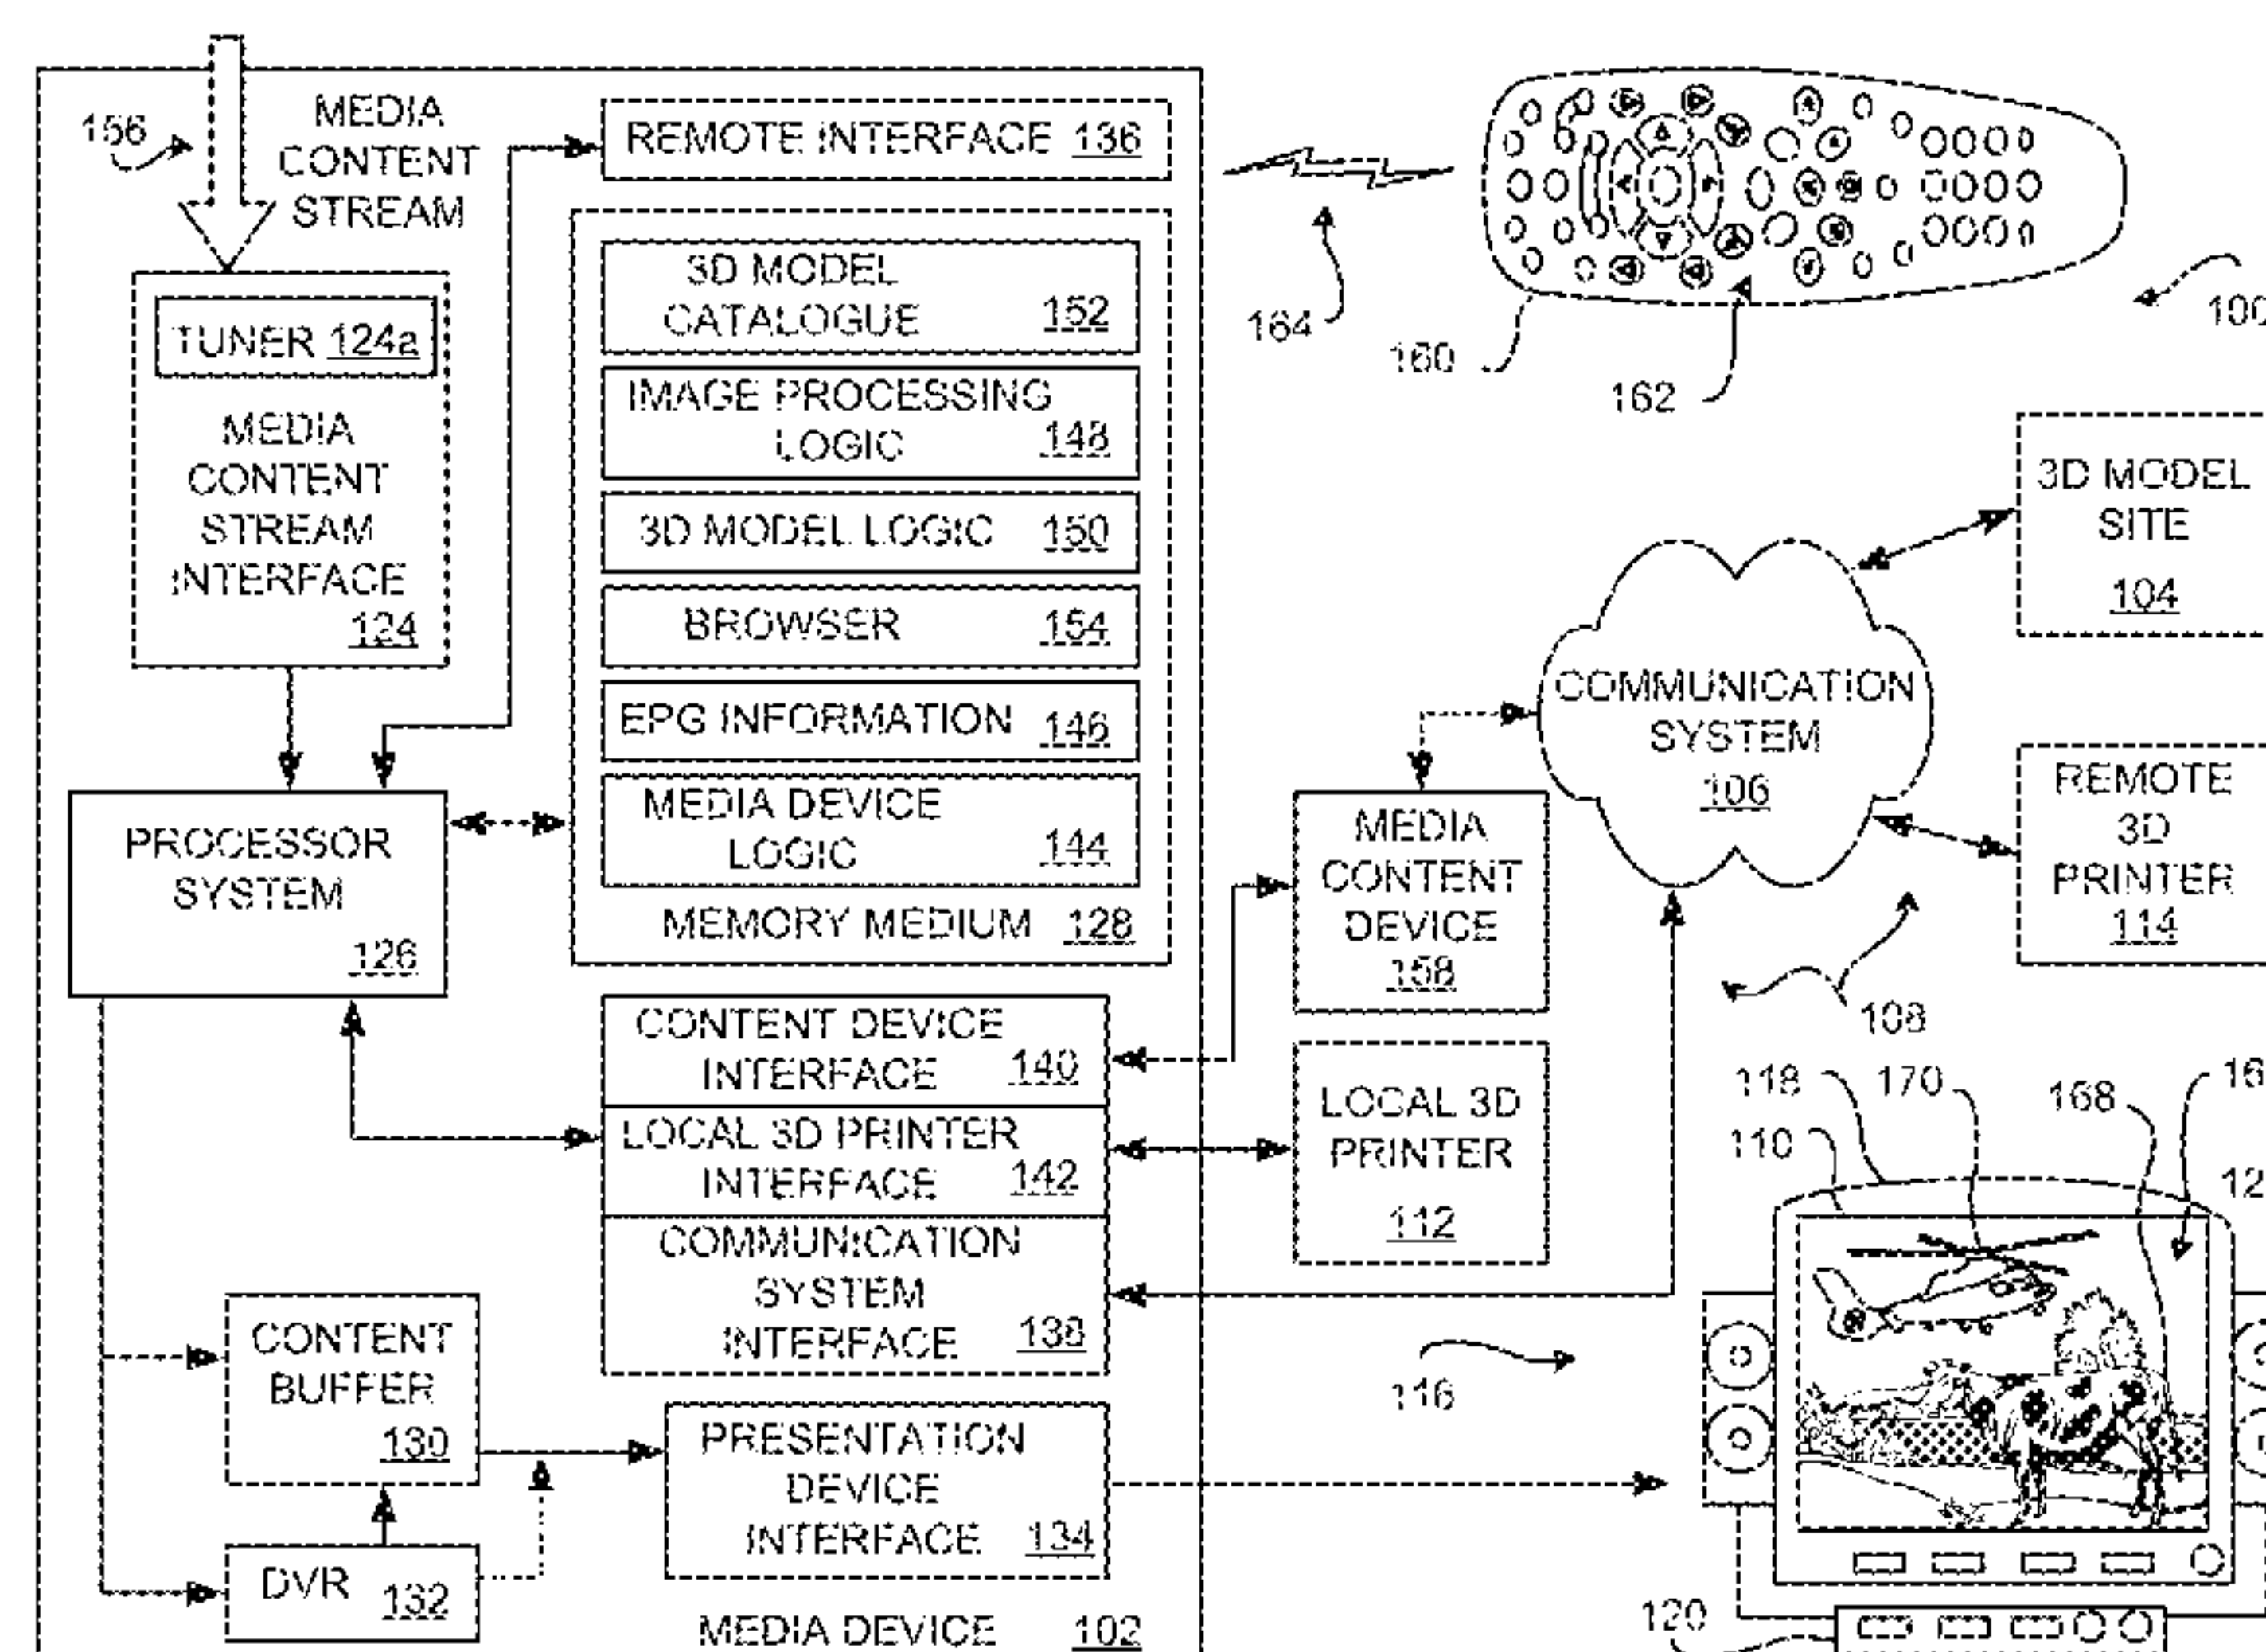 156
MEDIA
CONTENT
STREAM
TUNER 124a
MEDIA
CONTENT
STREAM
INTERFACE
124
REMOTE INTERFACE 136
3D MODEL
CATALOGUE 152
IMAGE PROCESSING
LOGIC 148
3D MODEL LOGIC 150
BROWSER 154
EPG INFORMATION 146
MEDIA DEVICE
LOGIC 144
MEMORY MEDIUM 128
PROCESSOR
SYSTEM
126
CONTENT DEVICE
INTERFACE 140
LOCAL 3D PRINTER
INTERFACE 142
COMMUNICATION
SYSTEM
INTERFACE 138
CONTENT
BUFFER
130
DVR 132
PRESENTATION
DEVICE
INTERFACE 134
MEDIA DEVICE 102
164
160
162
100
3D MODEL
SITE
104
COMMUNICATION
SYSTEM
106
REMOTE
3D
PRINTER
114
MEDIA
CONTENT
DEVICE
158
108
LOCAL 3D
PRINTER
112
118
170
168
110
116
120